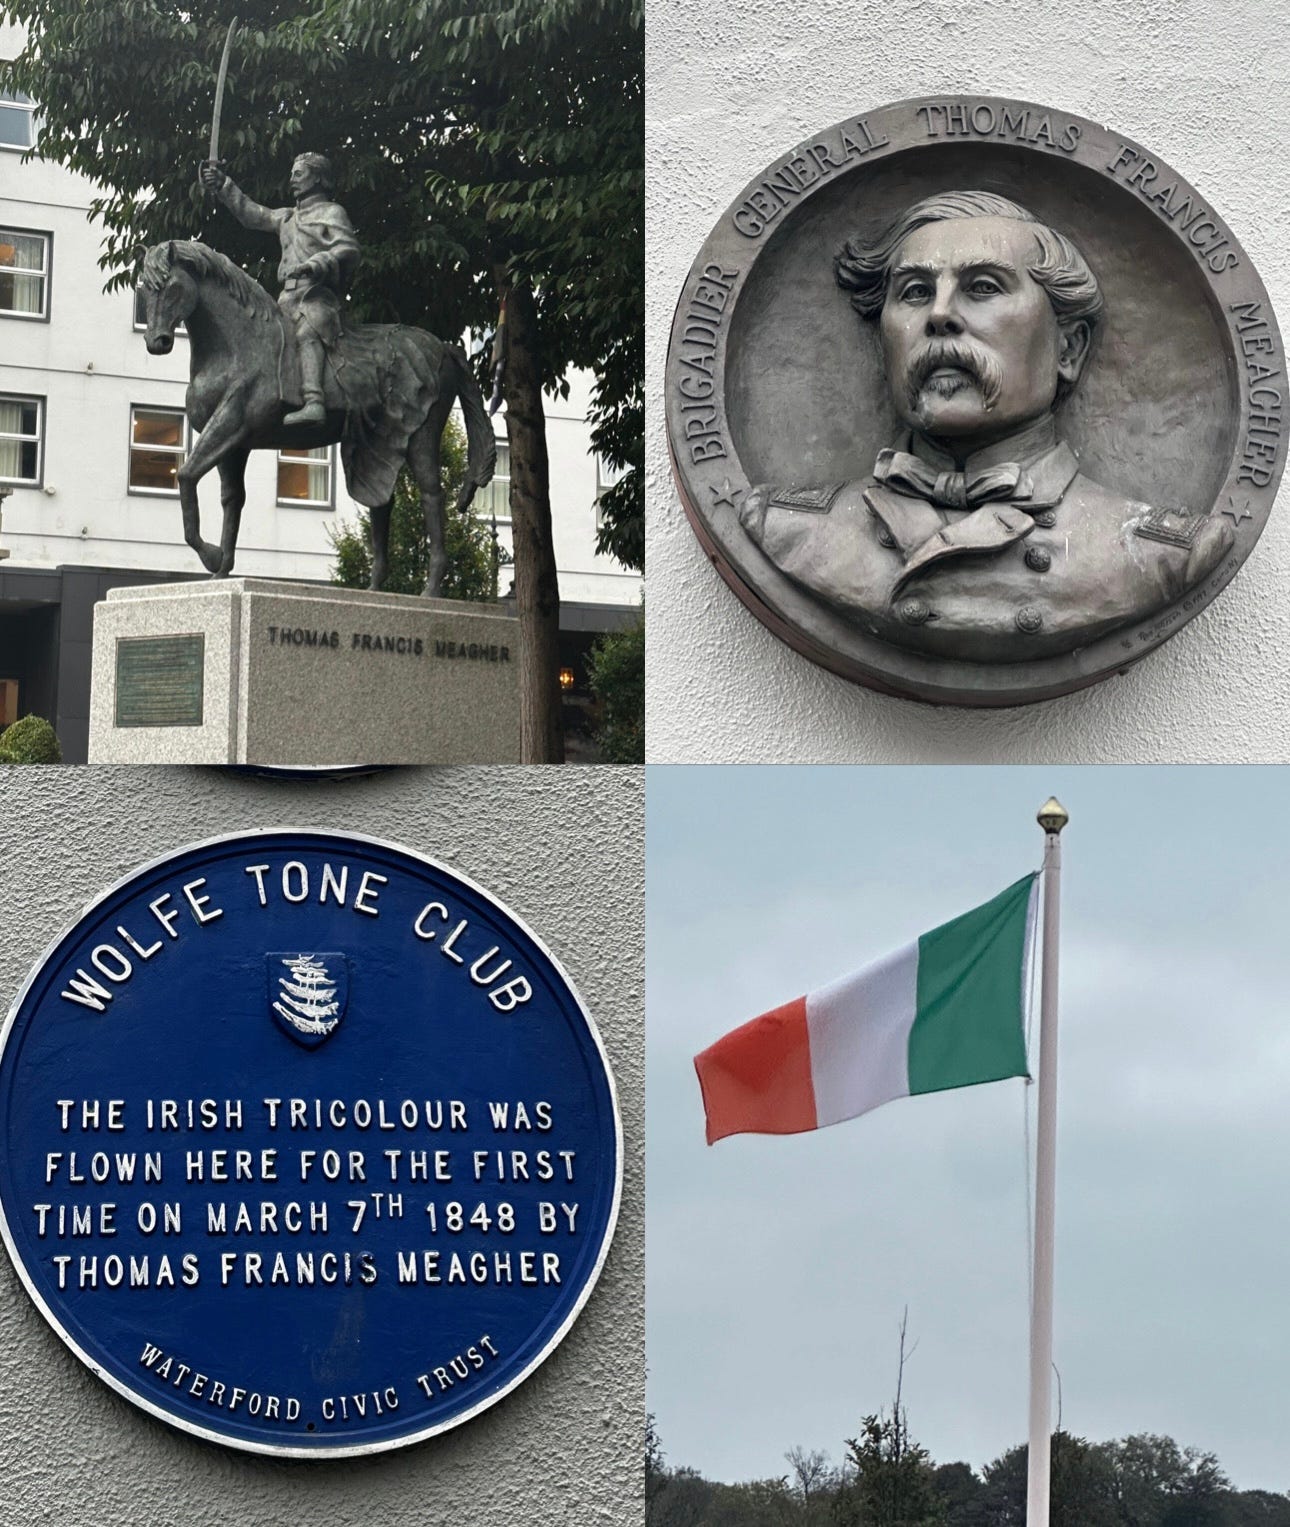 THOMAS FRANCIS MEAGHER
BRIGADIER GENERAL THOMAS FRANCIS MEAGHER
WOLFE TONE CLUB
THE IRISH TRICOLOUR WAS
FLOWN HERE FOR THE FIRST
TIME ON MARCH 7TH 1848 BY
THOMAS FRANCIS MEAGHER
WATERFORD CIVIC TRUST